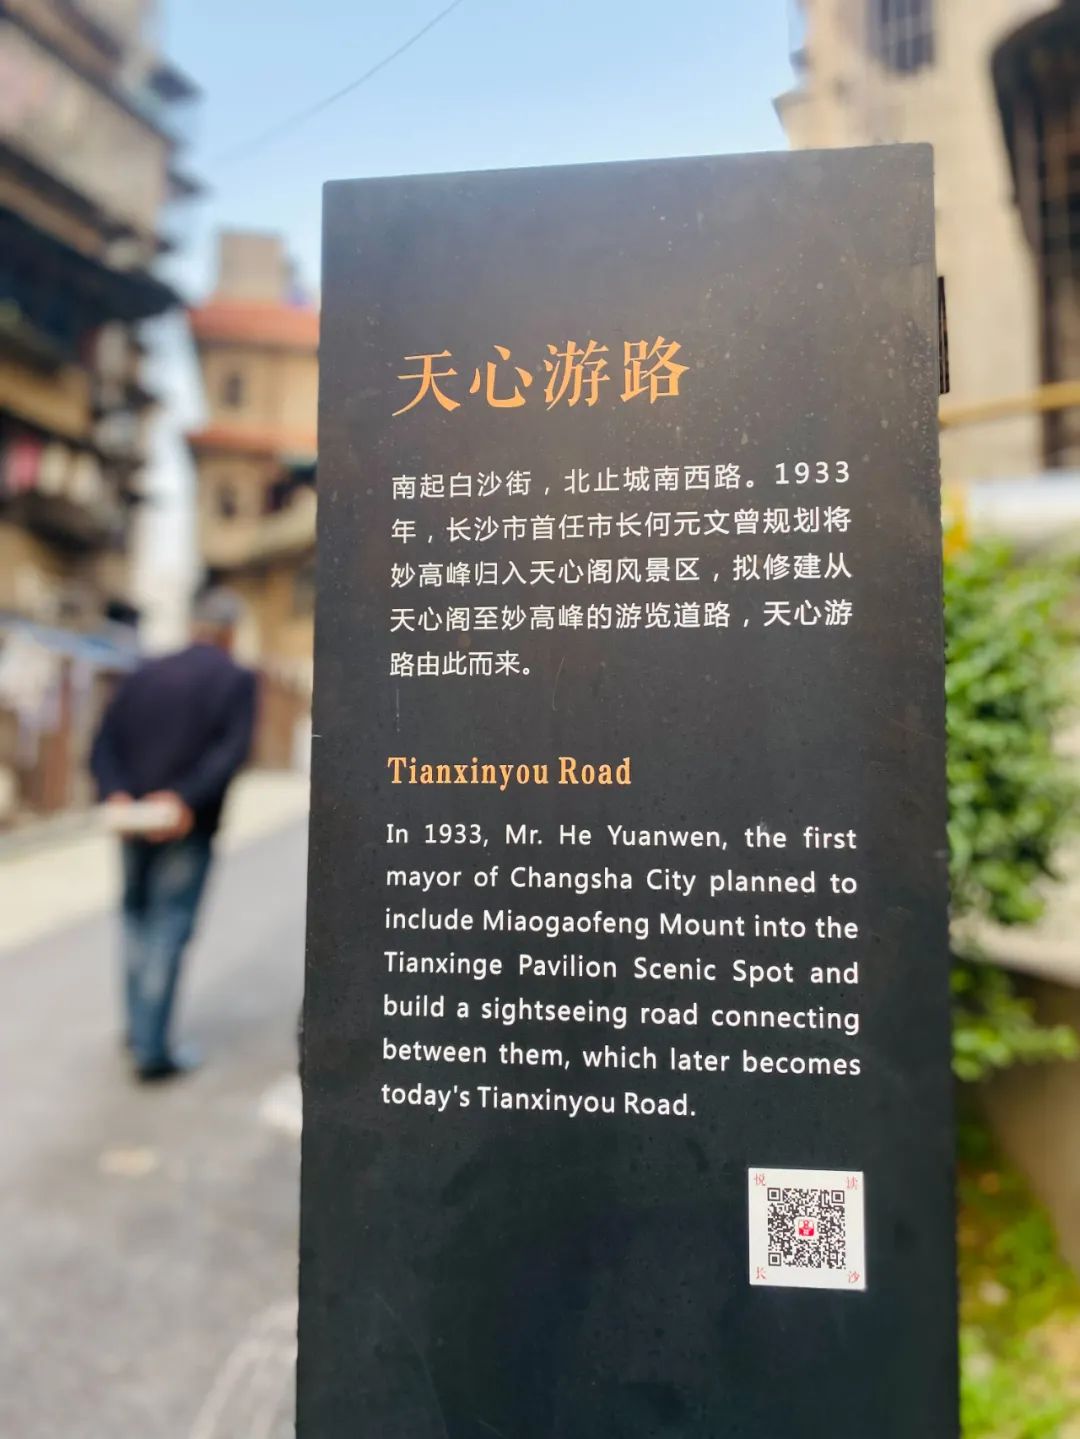 天心游路
南起白沙街，北止城南西路。1933
年，长沙市首任市长何元文曾规划将
妙高峰归入天心阁风景区，拟修建从
天心阁至妙高峰的游览道路，天心游
路由此而来。
Tianxinyou Road
In 1933, Mr. He Yuanwen, the first
mayor of Changsha City planned to
include Miaogaofeng Mount into the
Tianxinge Pavilion Scenic Spot and
build a sightseeing road connecting
between them, which later becomes
today's Tianxinyou Road.
悦 读
长 沙